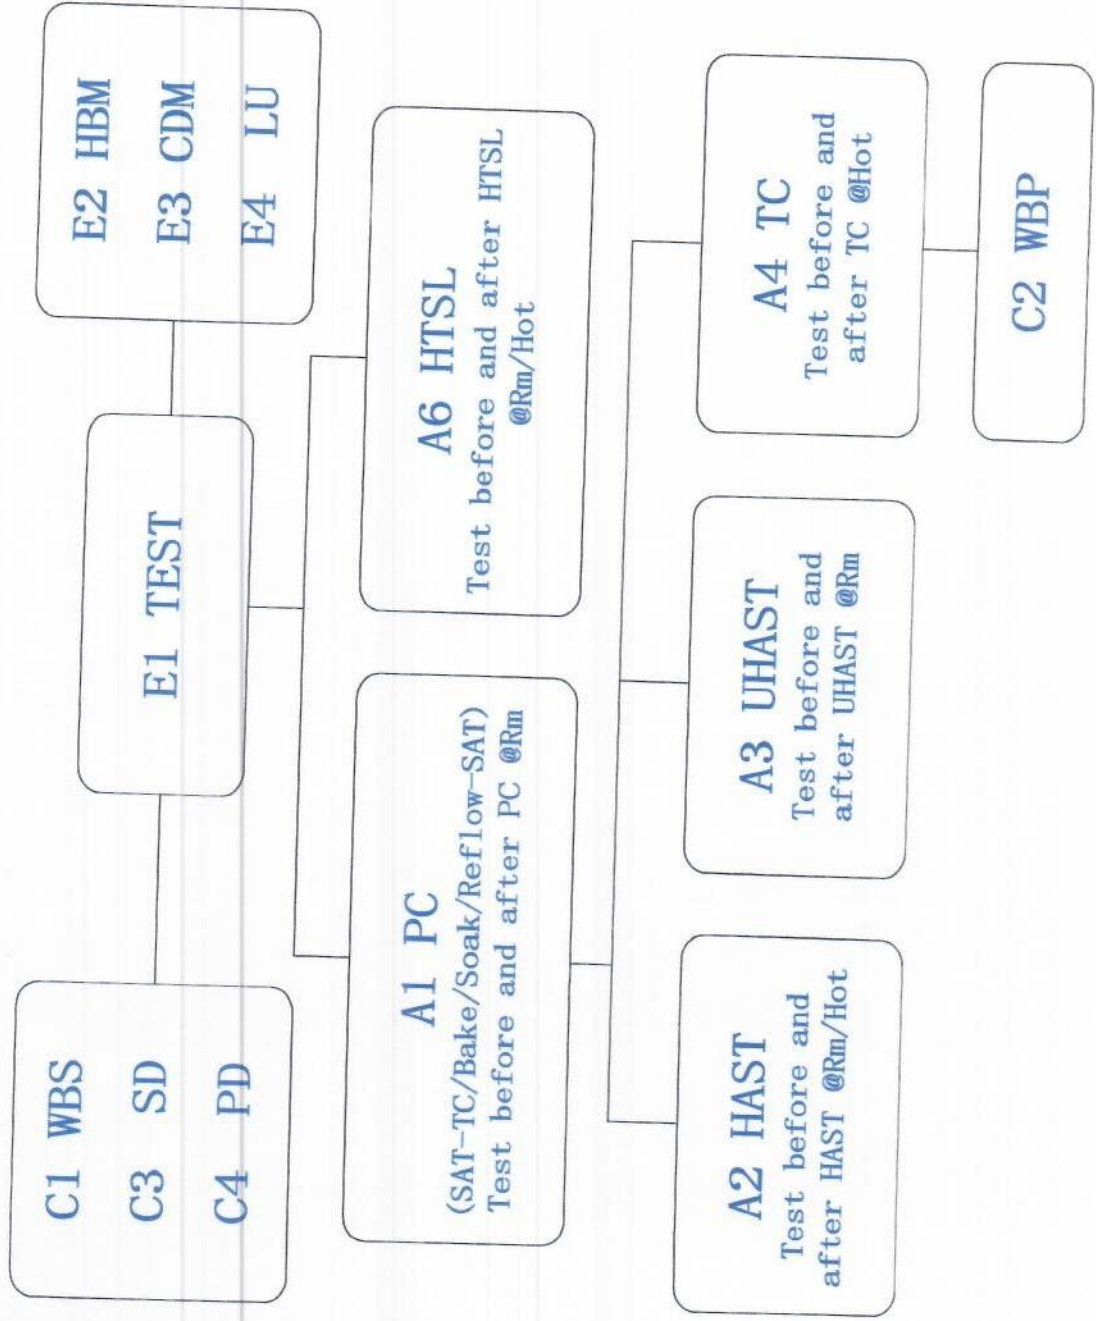 C1 WBS
C3 SD
C4 PD
E1 TEST
E2 HBM
E3 CDM
E4 LU
A1 PC
(SAT-TC/Bake/Soak/Reflow-SAT)
Test before and after PC @Rm
A6 HTSL
Test before and after HTSL
@Rm/Hot
A2 HAST
Test before and
after HAST @Rm/Hot
A3 UHAST
Test before and
after UHAST @Rm
A4 TC
Test before and
after TC @Hot
C2 WBP